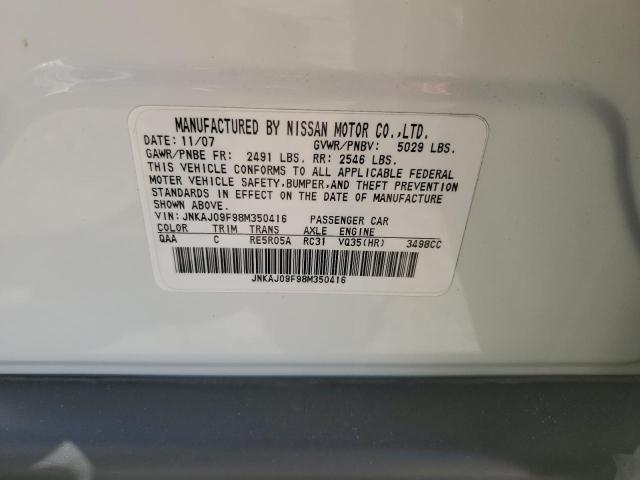 MANUFACTURED BY NISSAN MOTOR CO.,LTD.
DATE: 11/07 GVWR/PNBV: 5029 LBS.
GAWR/PNBE FR: 2491 LBS. RR: 2546 LBS.
THIS VEHICLE CONFORMS TO ALL APPLICABLE FEDERAL
MOTOR VEHICLE SAFETY, BUMPER, AND THEFT PREVENTION
STANDARDS IN EFFECT ON THE DATE OF MANUFACTURE
SHOWN ABOVE.
VIN: JNKAJ09F98M350416 PASSENGER CAR
COLOR TRIM TRANS AXLE ENGINE
QAA C RE5R05A RC31 VQ35(HR) 3498CC
JNKAJ09F98M350416